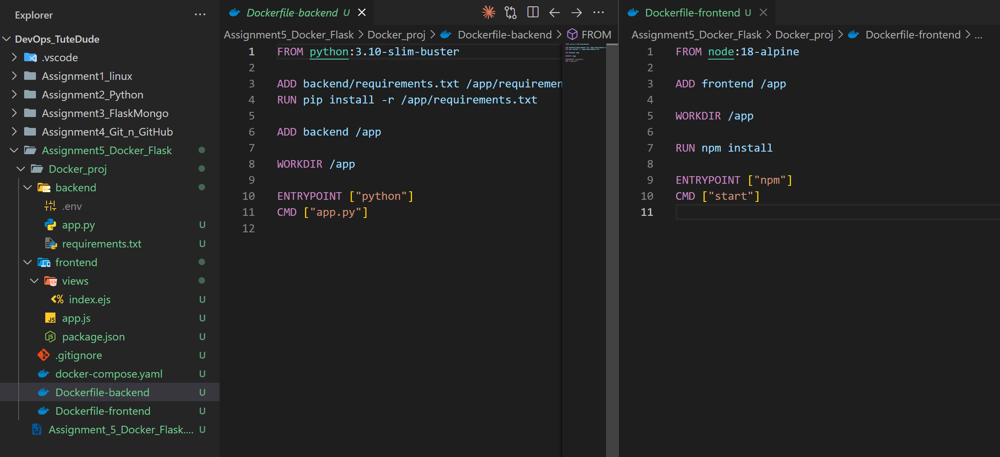 Explorer
DevOps_TuteDude
.vscode
Assignment1_linux
Assignment2_Python
Assignment3_FlaskMongo
Assignment4_Git_n_GitHub
Assignment5_Docker_Flask
Docker_proj
backend
.env
app.py U
requirements.txt U
frontend
views
index.ejs U
app.js U
package.json U
.gitignore U
docker-compose.yaml U
Dockerfile-backend U
Dockerfile-frontend U
Assignment_5_Docker_Flask.... U
Dockerfile-backend U
Assignment5_Docker_Flask > Docker_proj > Dockerfile-backend > FROM
1 FROM python:3.10-slim-buster
2
3 ADD backend/requirements.txt /app/requiremen
4 RUN pip install -r /app/requirements.txt
5
6 ADD backend /app
7
8 WORKDIR /app
9
10 ENTRYPOINT ["python"]
11 CMD ["app.py"]
12
Dockerfile-frontend U
Assignment5_Docker_Flask > Docker_proj > Dockerfile-frontend > ...
1 FROM node:18-alpine
2
3 ADD frontend /app
4
5 WORKDIR /app
6
7 RUN npm install
8
9 ENTRYPOINT ["npm"]
10 CMD ["start"]
11